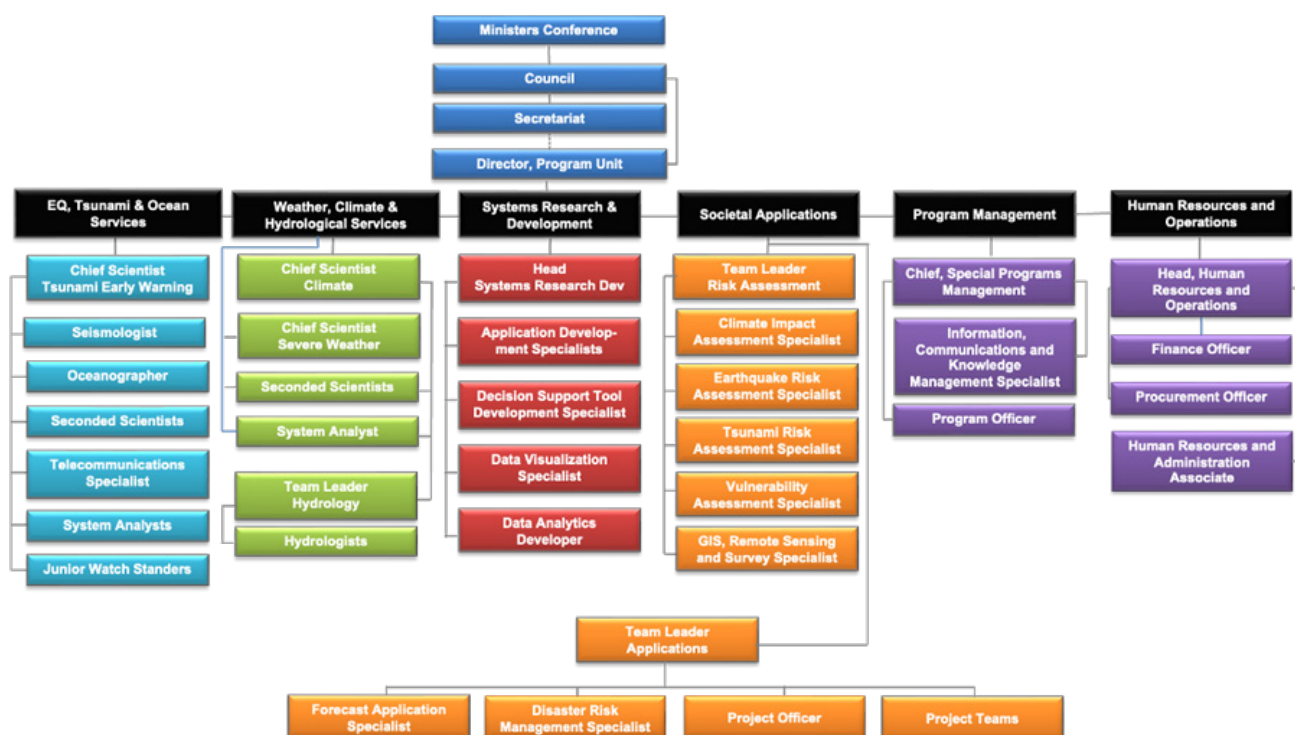 Ministers Conference
Council
Secretariat
Director, Program Unit
EQ, Tsunami & Ocean
Services
Weather, Climate &
Hydrological Services
Systems Research &
Development
Societal Applications
Program Management
Human Resources and
Operations
Chief Scientist
Tsunami Early Warning
Seismologist
Oceanographer
Seconded Scientists
Telecommunications
Specialist
System Analysts
Junior Watch Standers
Chief Scientist
Climate
Chief Scientist
Severe Weather
Seconded Scientists
System Analyst
Team Leader
Hydrology
Hydrologists
Head
Systems Research Dev
Application Develop-
ment Specialists
Decision Support Tool
Development Specialist
Data Visualization
Specialist
Data Analytics
Developer
Team Leader
Risk Assessment
Climate Impact
Assessment Specialist
Earthquake Risk
Assessment Specialist
Tsunami Risk
Assessment Specialist
Vulnerability
Assessment Specialist
GIS, Remote Sensing
and Survey Specialist
Chief, Special Programs
Management
Information,
Communications and
Knowledge
Management Specialist
Program Officer
Head, Human
Resources and
Operations
Finance Officer
Procurement Officer
Human Resources and
Administration
Associate
Team Leader
Applications
Forecast Application
Specialist
Disaster Risk
Management Specialist
Project Officer
Project Teams